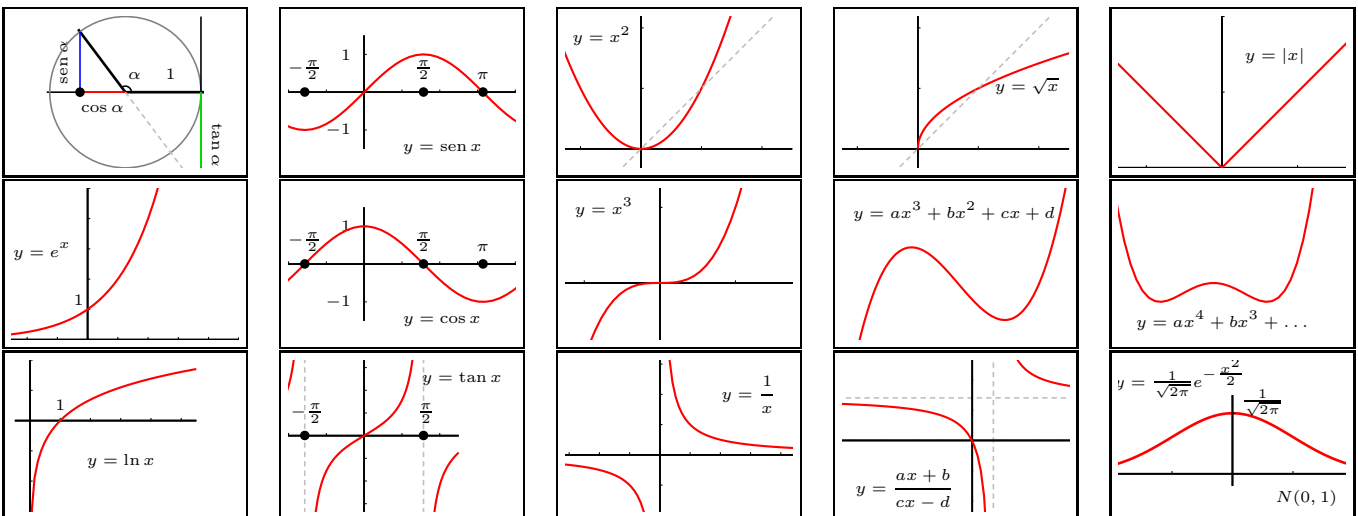 sen α
α
1
cos α
tan α
1
−π/2
π/2
π
−1
y = sen x
y = x²
y = √x
y = |x|
y = eˣ
1
1
−π/2
π/2
π
−1
y = cos x
y = x³
y = ax³ + bx² + cx + d
y = ax⁴ + bx³ + ...
1
y = ln x
y = tan x
−π/2
π/2
y = 1/x
y = (ax + b)/(cx − d)
y = 1/√(2π) e^(−x²/2)
1/√(2π)
N(0, 1)